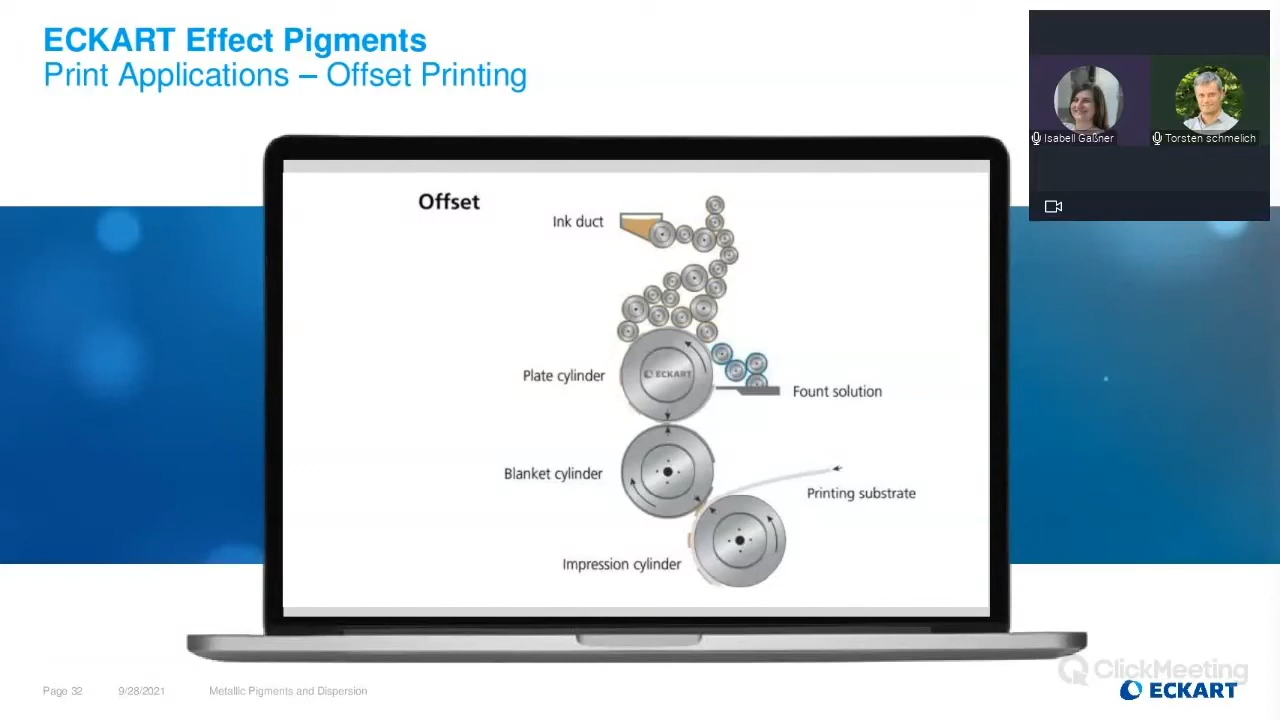 ECKART Effect Pigments
Print Applications – Offset Printing
Isabell Gaßner
Torsten schmelich
Offset
Ink duct
Plate cylinder
ECKART
Fount solution
Blanket cylinder
Printing substrate
Impression cylinder
ClickMeeting
Page 32
9/28/2021
Metallic Pigments and Dispersion
ECKART